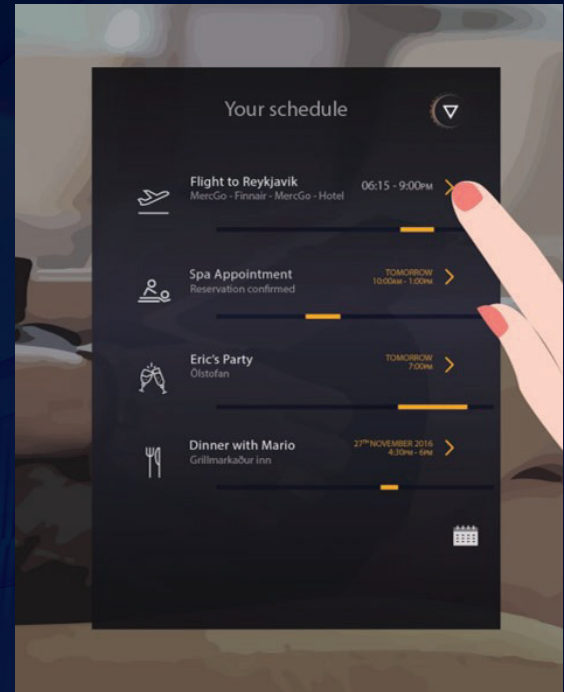 Your schedule
Flight to Reykjavik
06:15 - 9:00PM
MercGo - Finnair - MercGo - Hotel
Spa Appointment
TOMORROW
10:00AM - 1:00PM
Reservation confirmed
Eric's Party
TOMORROW
7:00PM
Ölstofan
Dinner with Mario
27TH NOVEMBER 2016
4:30PM - 6PM
Grillmarkaður inn